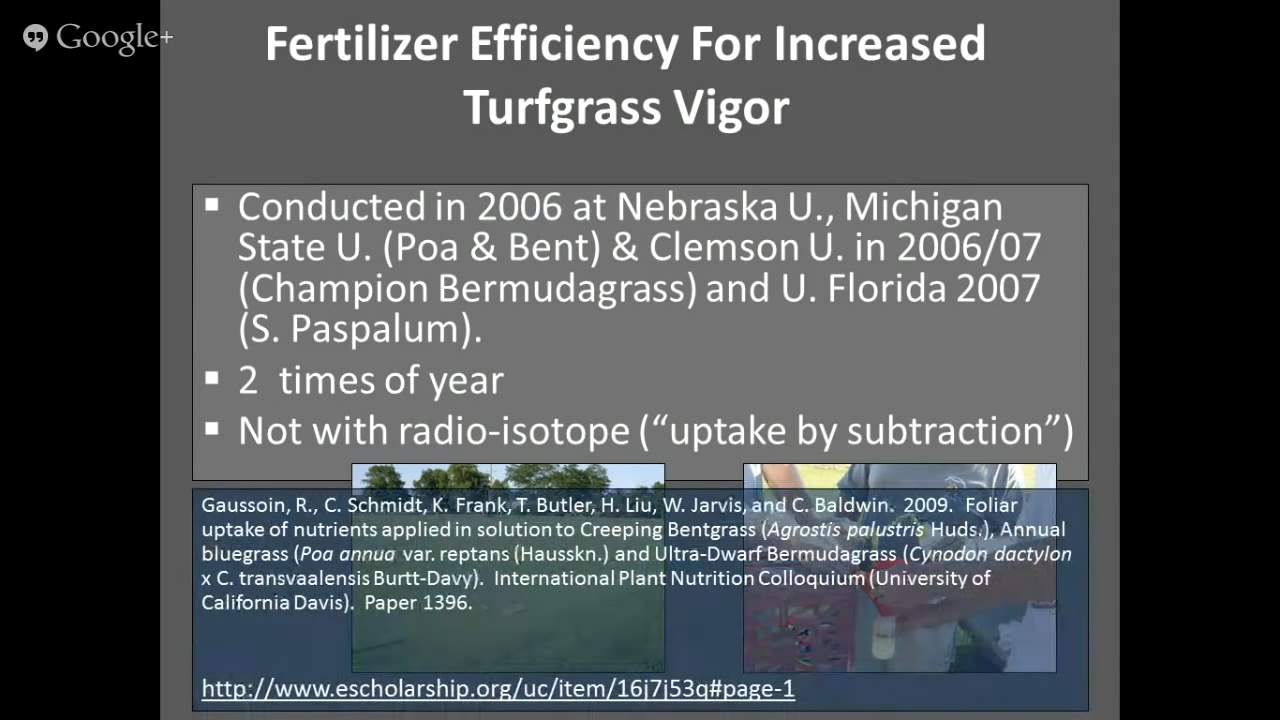 Google+
Fertilizer Efficiency For Increased
Turfgrass Vigor
▪ Conducted in 2006 at Nebraska U., Michigan
State U. (Poa & Bent) & Clemson U. in 2006/07
(Champion Bermudagrass) and U. Florida 2007
(S. Paspalum).
▪ 2  times of year
▪ Not with radio-isotope (“uptake by subtraction”)
Gaussoin, R., C. Schmidt, K. Frank, T. Butler, H. Liu, W. Jarvis, and C. Baldwin.  2009.  Foliar
uptake of nutrients applied in solution to Creeping Bentgrass (Agrostis palustris Huds.), Annual
bluegrass (Poa annua var. reptans (Hausskn.) and Ultra-Dwarf Bermudagrass (Cynodon dactylon
x C. transvaalensis Burtt-Davy).  International Plant Nutrition Colloquium (University of
California Davis).  Paper 1396.
http://www.escholarship.org/uc/item/16j7j53q#page-1